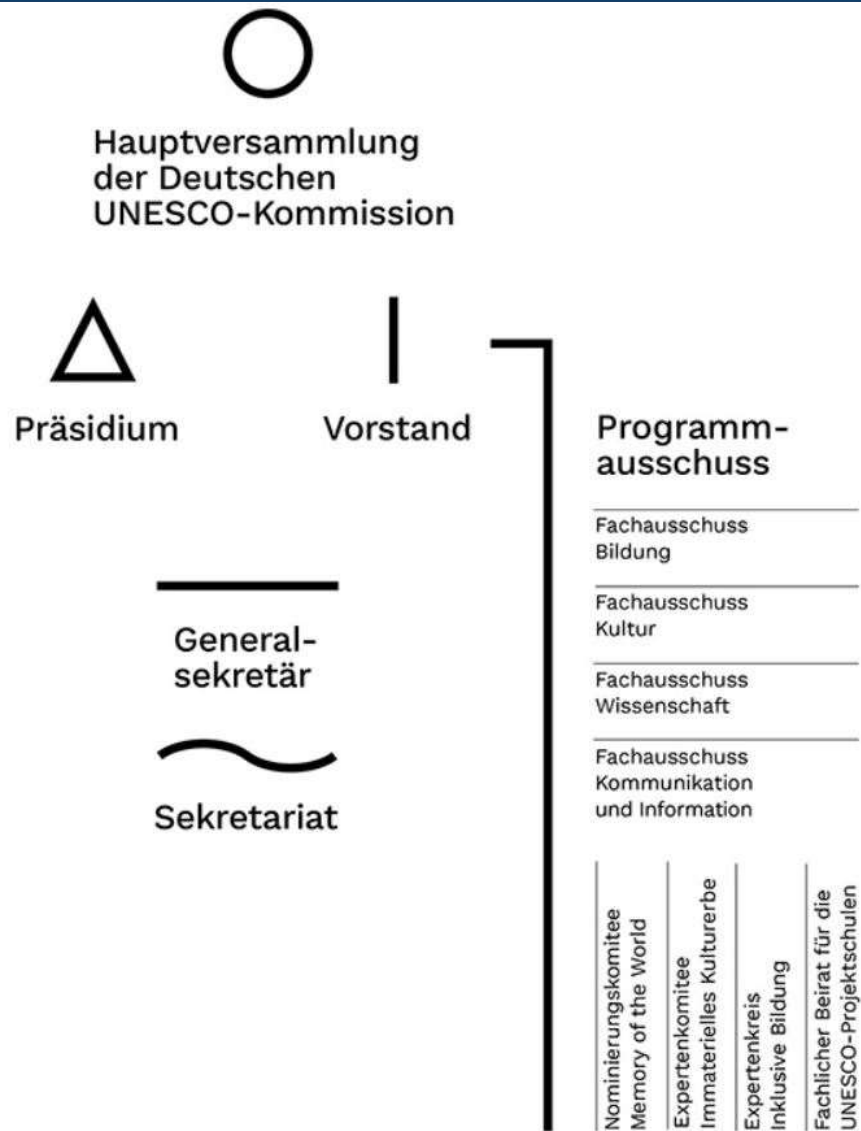 Hauptversammlung
der Deutschen
UNESCO-Kommission
Präsidium
Vorstand
General-
sekretär
Sekretariat
Programm-
ausschuss
Fachausschuss
Bildung
Fachausschuss
Kultur
Fachausschuss
Wissenschaft
Fachausschuss
Kommunikation
und Information
Nominierungskomitee
Memory of the World
Expertenkomitee
Immaterielles Kulturerbe
Expertenkreis
Inklusive Bildung
Fachlicher Beirat für die
UNESCO-Projektschulen